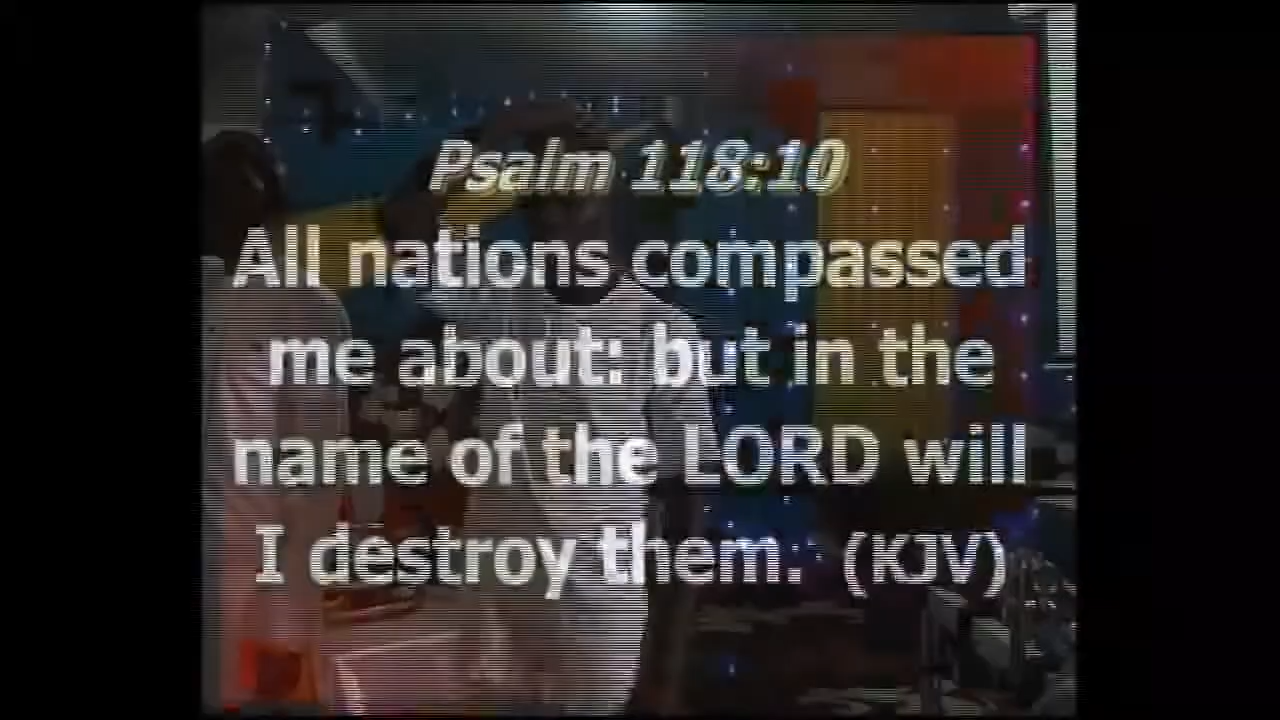 Psalm 118:10
All nations compassed
me about: but in the
name of the LORD will
I destroy them. (KJV)